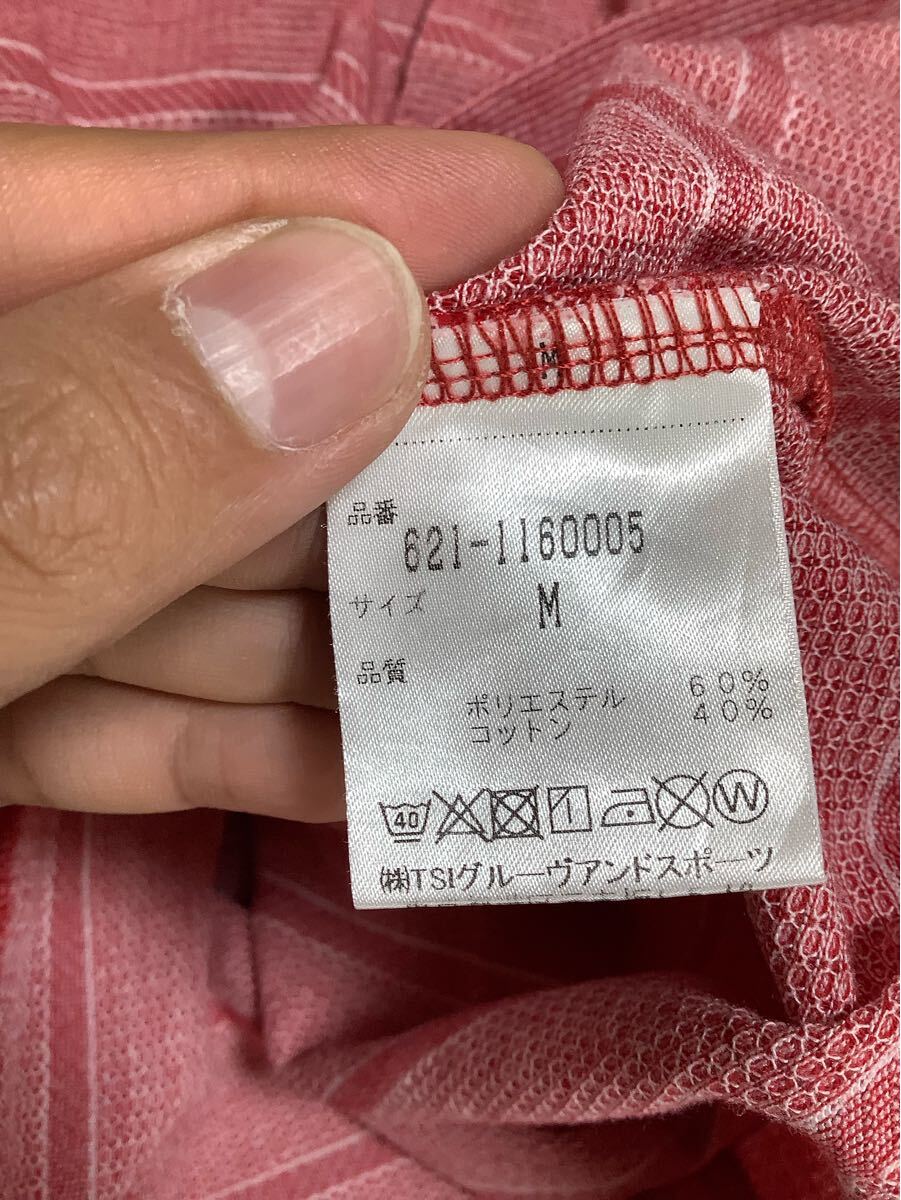 M
品番
621-1160005
サイズ M
品質
ポリエステル 60%
コットン 40%
40 W
㈱TSIグルーヴアンドスポーツ